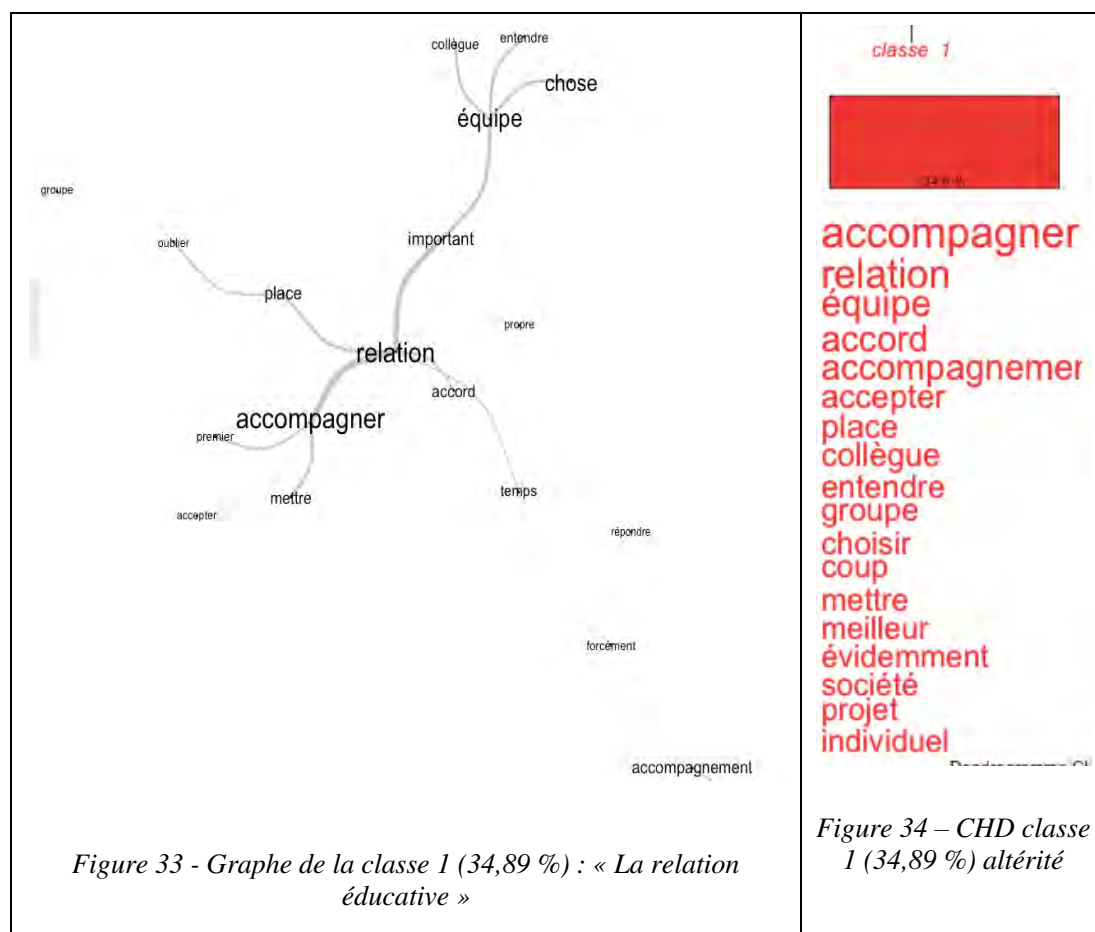 collègue
entendre
chose
équipe
groupe
oublier
important
place
propre
relation
accord
accompagner
premier
mettre
temps
accepter
répondre
forcément
accompagnement
Figure 33 - Graphe de la classe 1 (34,89 %) : « La relation
éducative »
classe 1
accompagner
relation
équipe
accord
accompagnemer
accepter
place
collègue
entendre
groupe
choisir
coup
mettre
meilleur
évidemment
société
projet
individuel
Figure 34 – CHD classe
1 (34,89 %) altérité